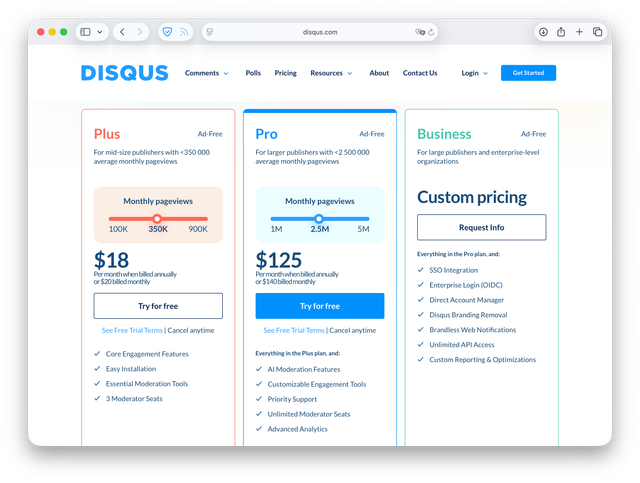 disqus.com
DISQUS
Comments
Polls
Pricing
Resources
About
Contact Us
Login
Get Started
Plus
Ad-Free
For mid-size publishers with <350 000
average monthly pageviews
Monthly pageviews
100K 350K 900K
$18
Per month when billed annually
or $20 billed monthly
Try for free
See Free Trial Terms | Cancel anytime
Core Engagement Features
Easy Installation
Essential Moderation Tools
3 Moderator Seats
Pro
Ad-Free
For larger publishers with <2 500 000
average monthly pageviews
Monthly pageviews
1M 2.5M 5M
$125
Per month when billed annually
or $140 billed monthly
Try for free
See Free Trial Terms | Cancel anytime
Everything in the Plus plan, and:
AI Moderation Features
Customizable Engagement Tools
Priority Support
Unlimited Moderator Seats
Advanced Analytics
Business
Ad-Free
For large publishers and enterprise-level
organizations
Custom pricing
Request Info
Everything in the Pro plan, and:
SSO Integration
Enterprise Login (OIDC)
Direct Account Manager
Disqus Branding Removal
Brandless Web Notifications
Unlimited API Access
Custom Reporting & Optimizations